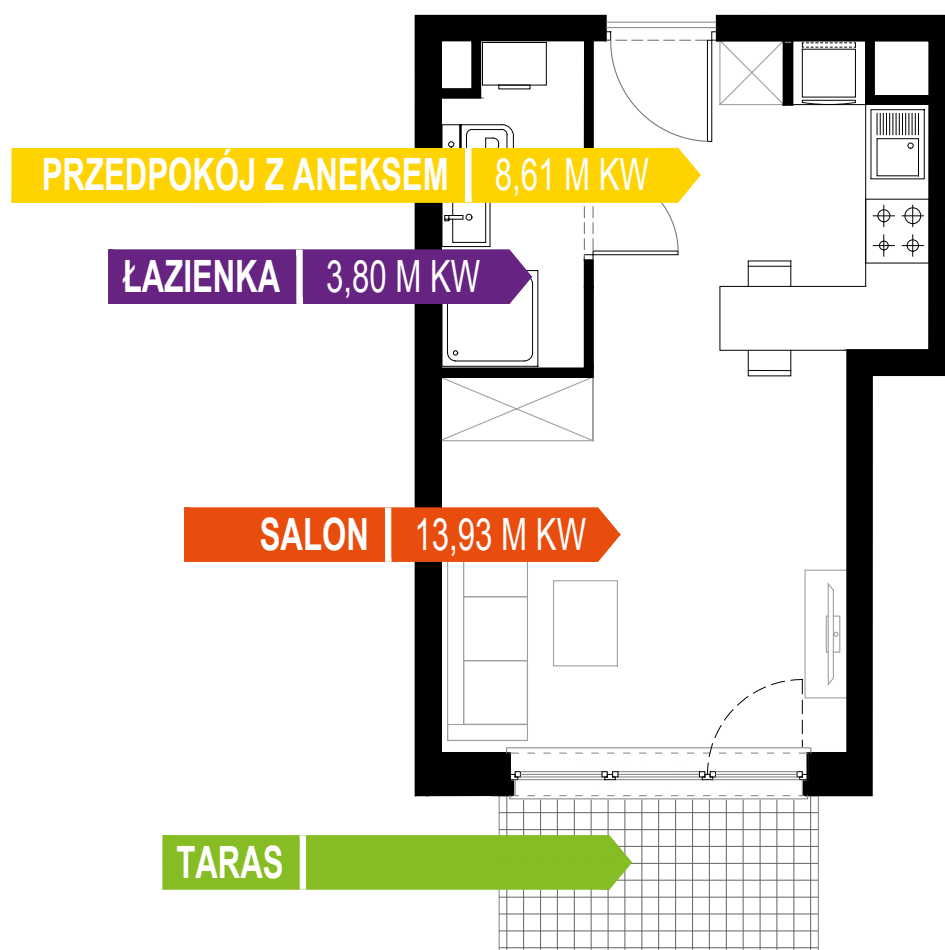 PRZEDPOKÓJ Z ANEKSEM 8,61 M KW
ŁAZIENKA 3,80 M KW
SALON 13,93 M KW
TARAS